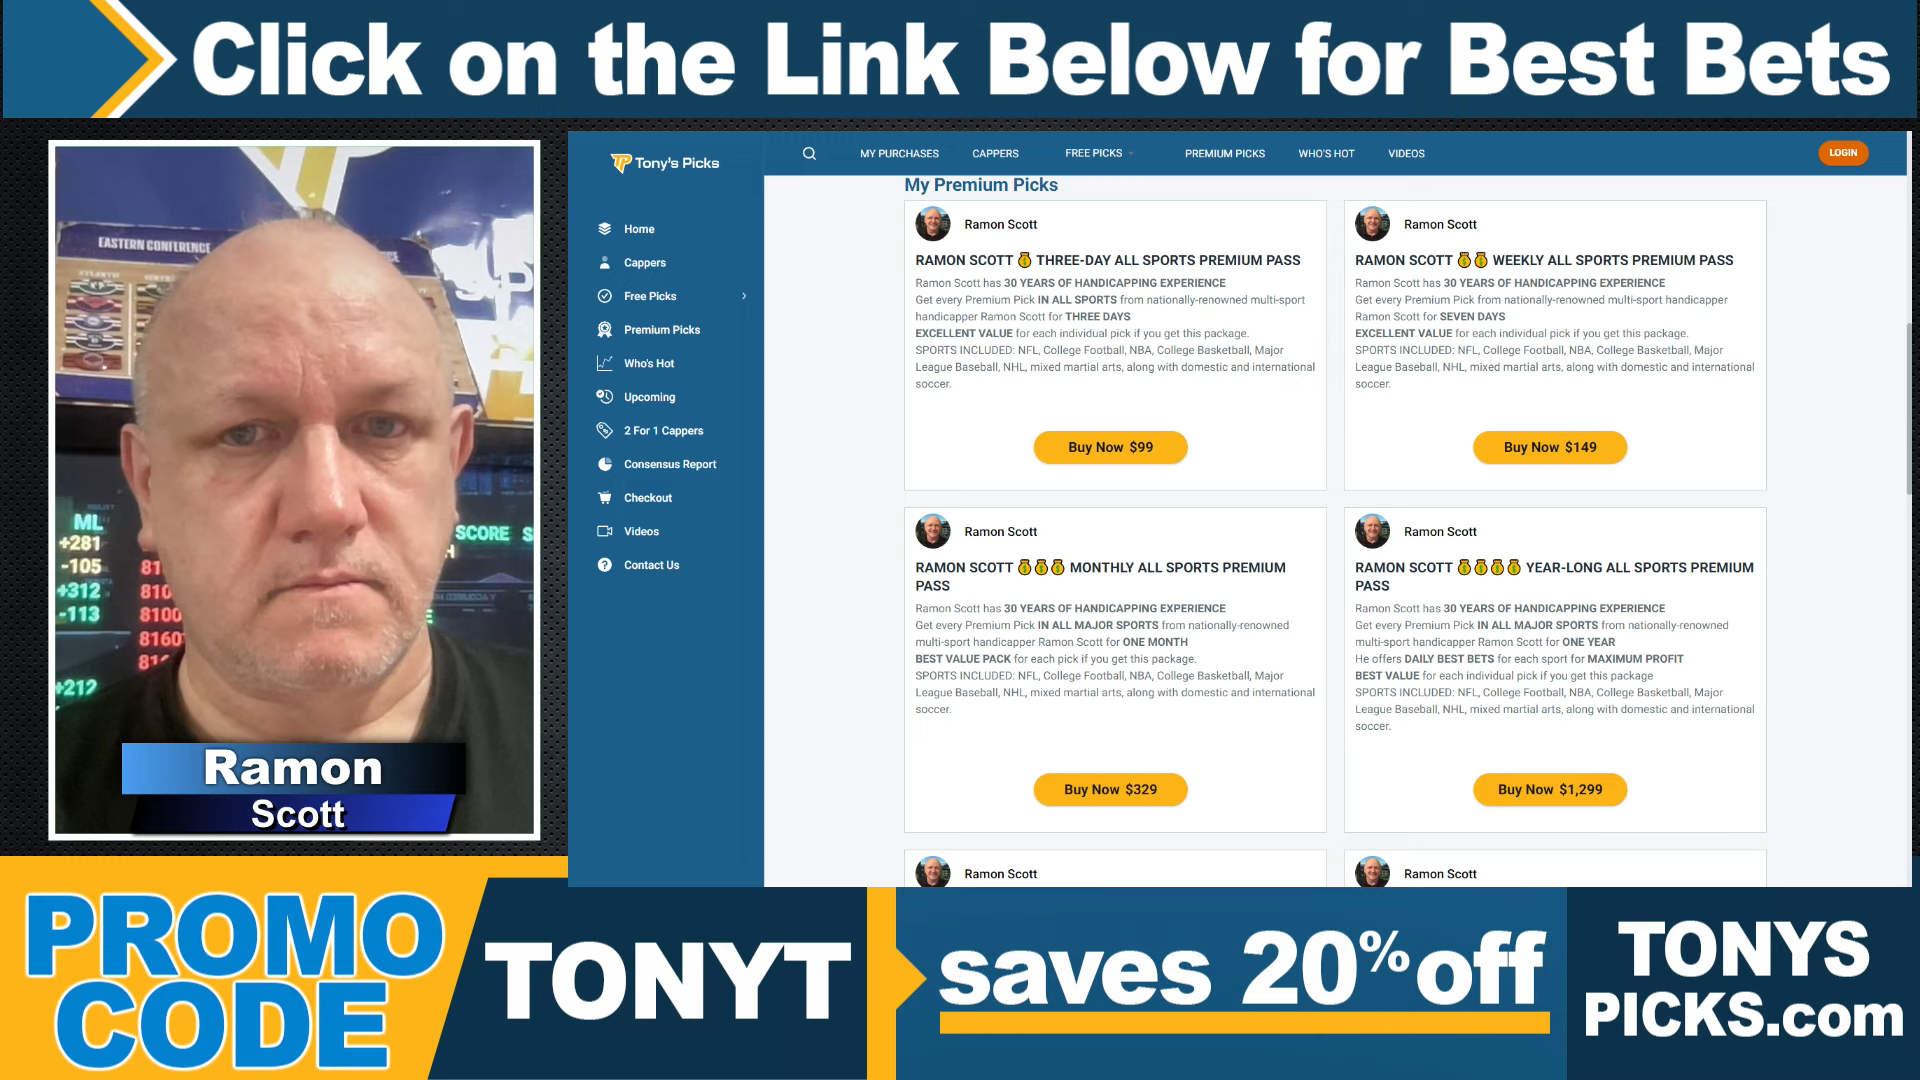 Click on the Link Below for Best Bets
EASTERN CONFERENCE
ML
+281
-105
+312
-113
+212
810
8100
8160
SCORE
Ramon
Scott
Tony's Picks
MY PURCHASES
CAPPERS
FREE PICKS
PREMIUM PICKS
WHO'S HOT
VIDEOS
LOGIN
Home
Cappers
Free Picks
Premium Picks
Who's Hot
Upcoming
2 For 1 Cappers
Consensus Report
Checkout
Videos
Contact Us
My Premium Picks
Ramon Scott
RAMON SCOTT 💰 THREE-DAY ALL SPORTS PREMIUM PASS
Ramon Scott has 30 YEARS OF HANDICAPPING EXPERIENCE
Get every Premium Pick IN ALL SPORTS from nationally-renowned multi-sport
handicapper Ramon Scott for THREE DAYS
EXCELLENT VALUE for each individual pick if you get this package.
SPORTS INCLUDED: NFL, College Football, NBA, College Basketball, Major
League Baseball, NHL, mixed martial arts, along with domestic and international
soccer.
Buy Now $99
Ramon Scott
RAMON SCOTT 💰💰 WEEKLY ALL SPORTS PREMIUM PASS
Ramon Scott has 30 YEARS OF HANDICAPPING EXPERIENCE
Get every Premium Pick from nationally-renowned multi-sport handicapper
Ramon Scott for SEVEN DAYS
EXCELLENT VALUE for each individual pick if you get this package.
SPORTS INCLUDED: NFL, College Football, NBA, College Basketball, Major
League Baseball, NHL, mixed martial arts, along with domestic and international
soccer.
Buy Now $149
Ramon Scott
RAMON SCOTT 💰💰💰 MONTHLY ALL SPORTS PREMIUM
PASS
Ramon Scott has 30 YEARS OF HANDICAPPING EXPERIENCE
Get every Premium Pick IN ALL MAJOR SPORTS from nationally-renowned
multi-sport handicapper Ramon Scott for ONE MONTH
BEST VALUE PACK for each pick if you get this package.
SPORTS INCLUDED: NFL, College Football, NBA, College Basketball, Major
League Baseball, NHL, mixed martial arts, along with domestic and international
soccer.
Buy Now $329
Ramon Scott
RAMON SCOTT 💰💰💰💰 YEAR-LONG ALL SPORTS PREMIUM
PASS
Ramon Scott has 30 YEARS OF HANDICAPPING EXPERIENCE
Get every Premium Pick IN ALL MAJOR SPORTS from nationally-renowned
multi-sport handicapper Ramon Scott for ONE YEAR
He offers DAILY BEST BETS for each sport for MAXIMUM PROFIT
BEST VALUE for each individual pick if you get this package
SPORTS INCLUDED: NFL, College Football, NBA, College Basketball, Major
League Baseball, NHL, mixed martial arts, along with domestic and international
soccer.
Buy Now $1,299
Ramon Scott
Ramon Scott
PROMO
CODE
TONYT
saves 20% off
TONYS
PICKS.com